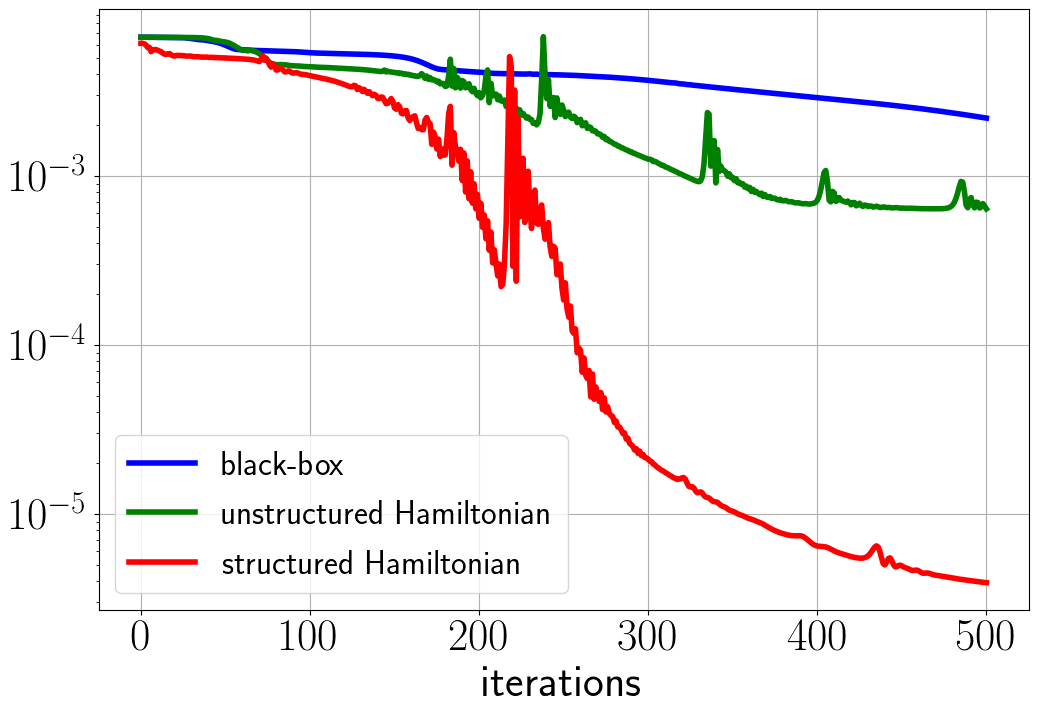 10⁻³
10⁻⁴
10⁻⁵
black-box
unstructured Hamiltonian
structured Hamiltonian
0 100 200 300 400 500
iterations